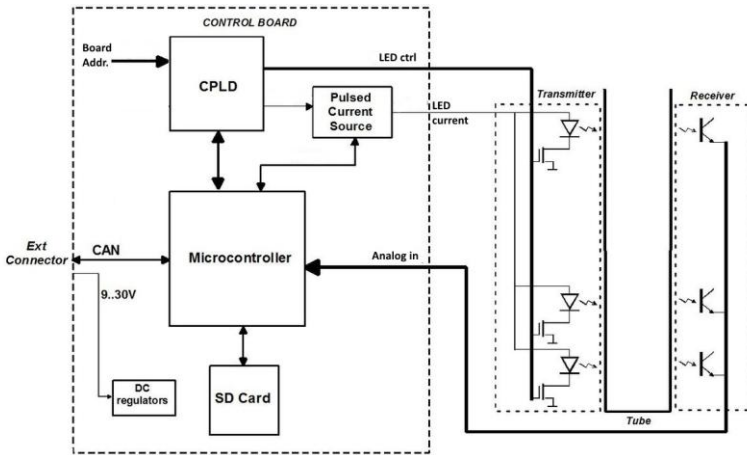 CONTROL BOARD
Board
Addr.
CPLD
LED ctrl
Pulsed
Current
Source
LED
current
Transmitter
Receiver
Ext
Connector
CAN
Microcontroller
Analog in
9..30V
DC
regulators
SD Card
Tube